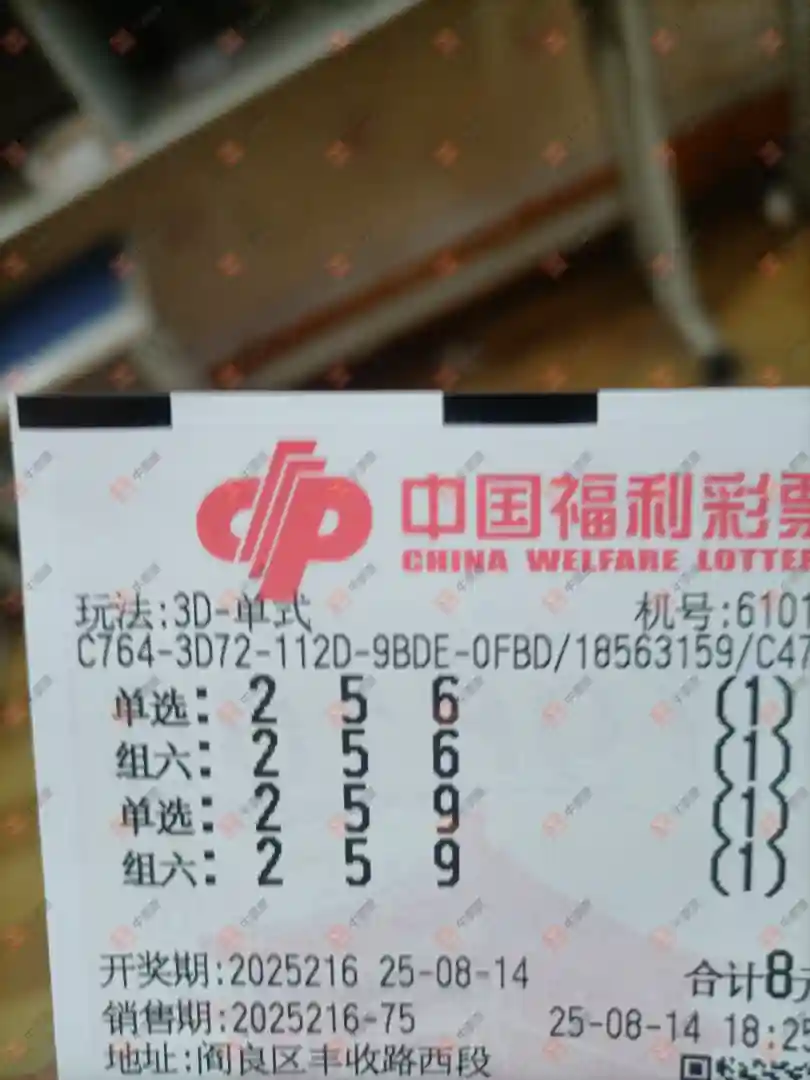 中国福利彩票
CHINA WELFARE LOTTE
玩法:3D-单式 机号:6101
C764-3D72-112D-9BDE-0FBD/18563159/C47
单选: 2 5 6 (1)
组六: 2 5 6 (1)
单选: 2 5 9 (1)
组六: 2 5 9 (1)
开奖期:2025216 25-08-14 合计8元
销售期:2025216-75 25-08-14 18:2
地址:阎良区丰收路西段